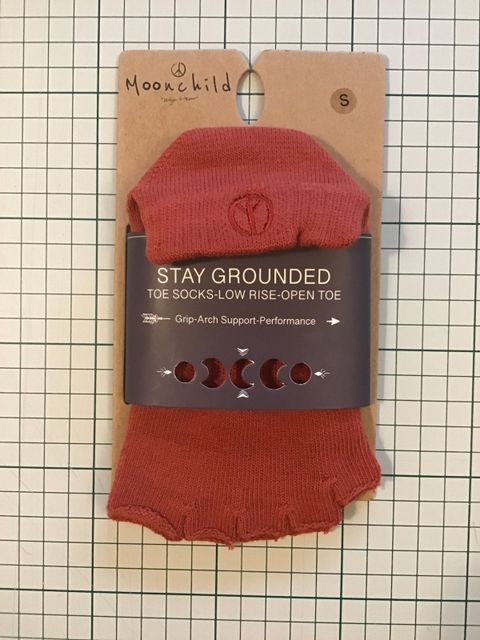 Moonchild
S
STAY GROUNDED
TOE SOCKS-LOW RISE-OPEN TOE
Grip-Arch Support-Performance